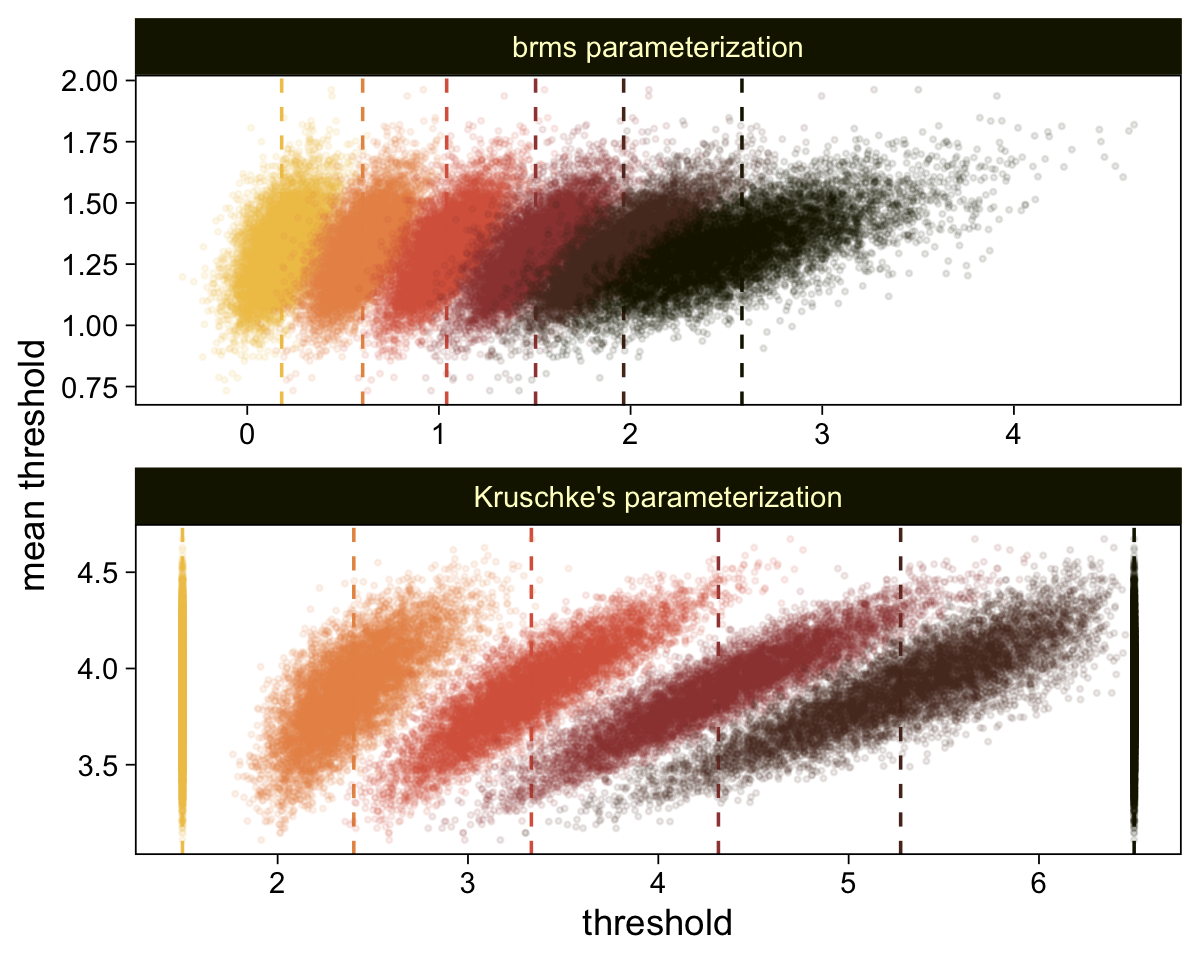 brms parameterization
2.00
1.75
1.50
1.25
1.00
0.75
0 1 2 3 4
mean threshold
Kruschke's parameterization
4.5
4.0
3.5
2 3 4 5 6
threshold